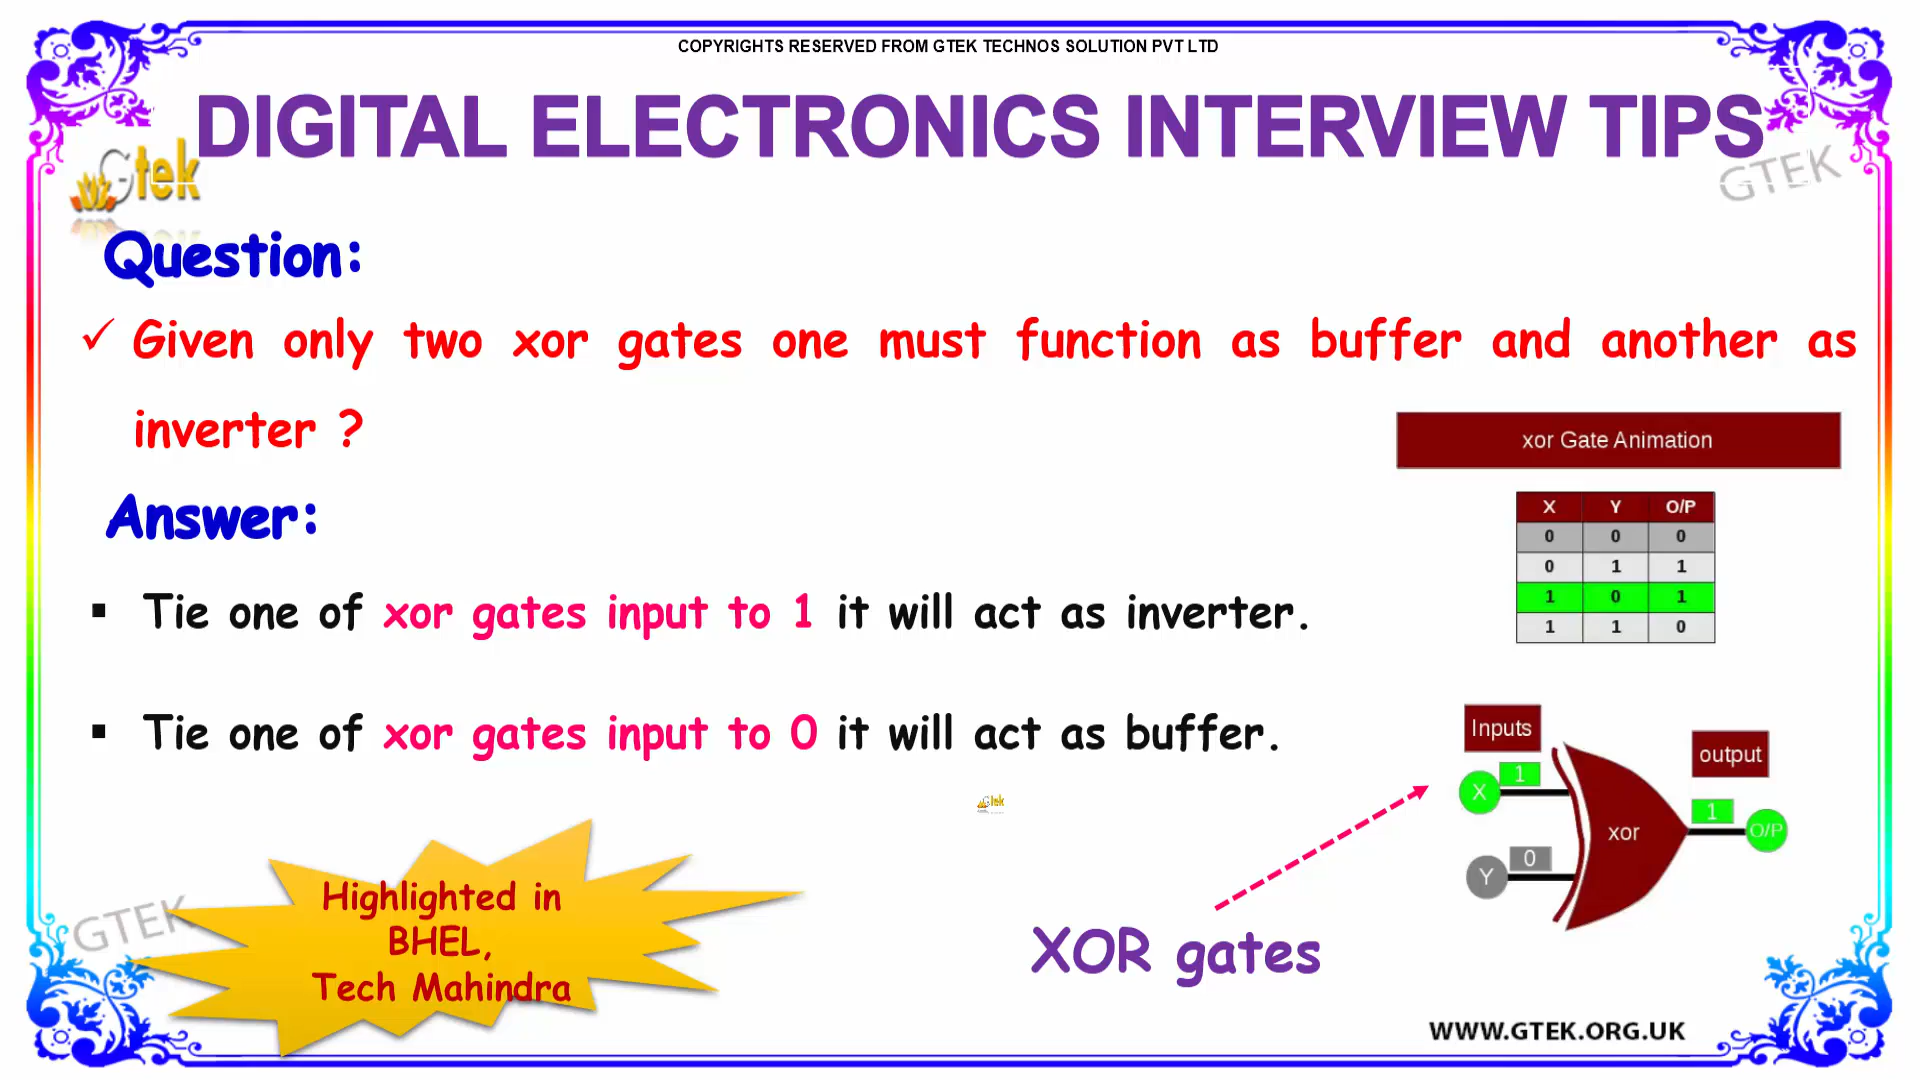 COPYRIGHTS RESERVED FROM GTEK TECHNOS SOLUTION PVT LTD
DIGITAL ELECTRONICS INTERVIEW TIPS
Gtek
GTEK
Question:
✓ Given only two xor gates one must function as buffer and another as
inverter ?
xor Gate Animation
Answer:
X Y O/P
0 0 0
0 1 1
1 0 1
1 1 0
▪ Tie one of xor gates input to 1 it will act as inverter.
▪ Tie one of xor gates input to 0 it will act as buffer.
Inputs
output
X 1
1 O/P
xor
Y 0
Gtek
Highlighted in
BHEL,
Tech Mahindra
GTEK
XOR gates
WWW.GTEK.ORG.UK